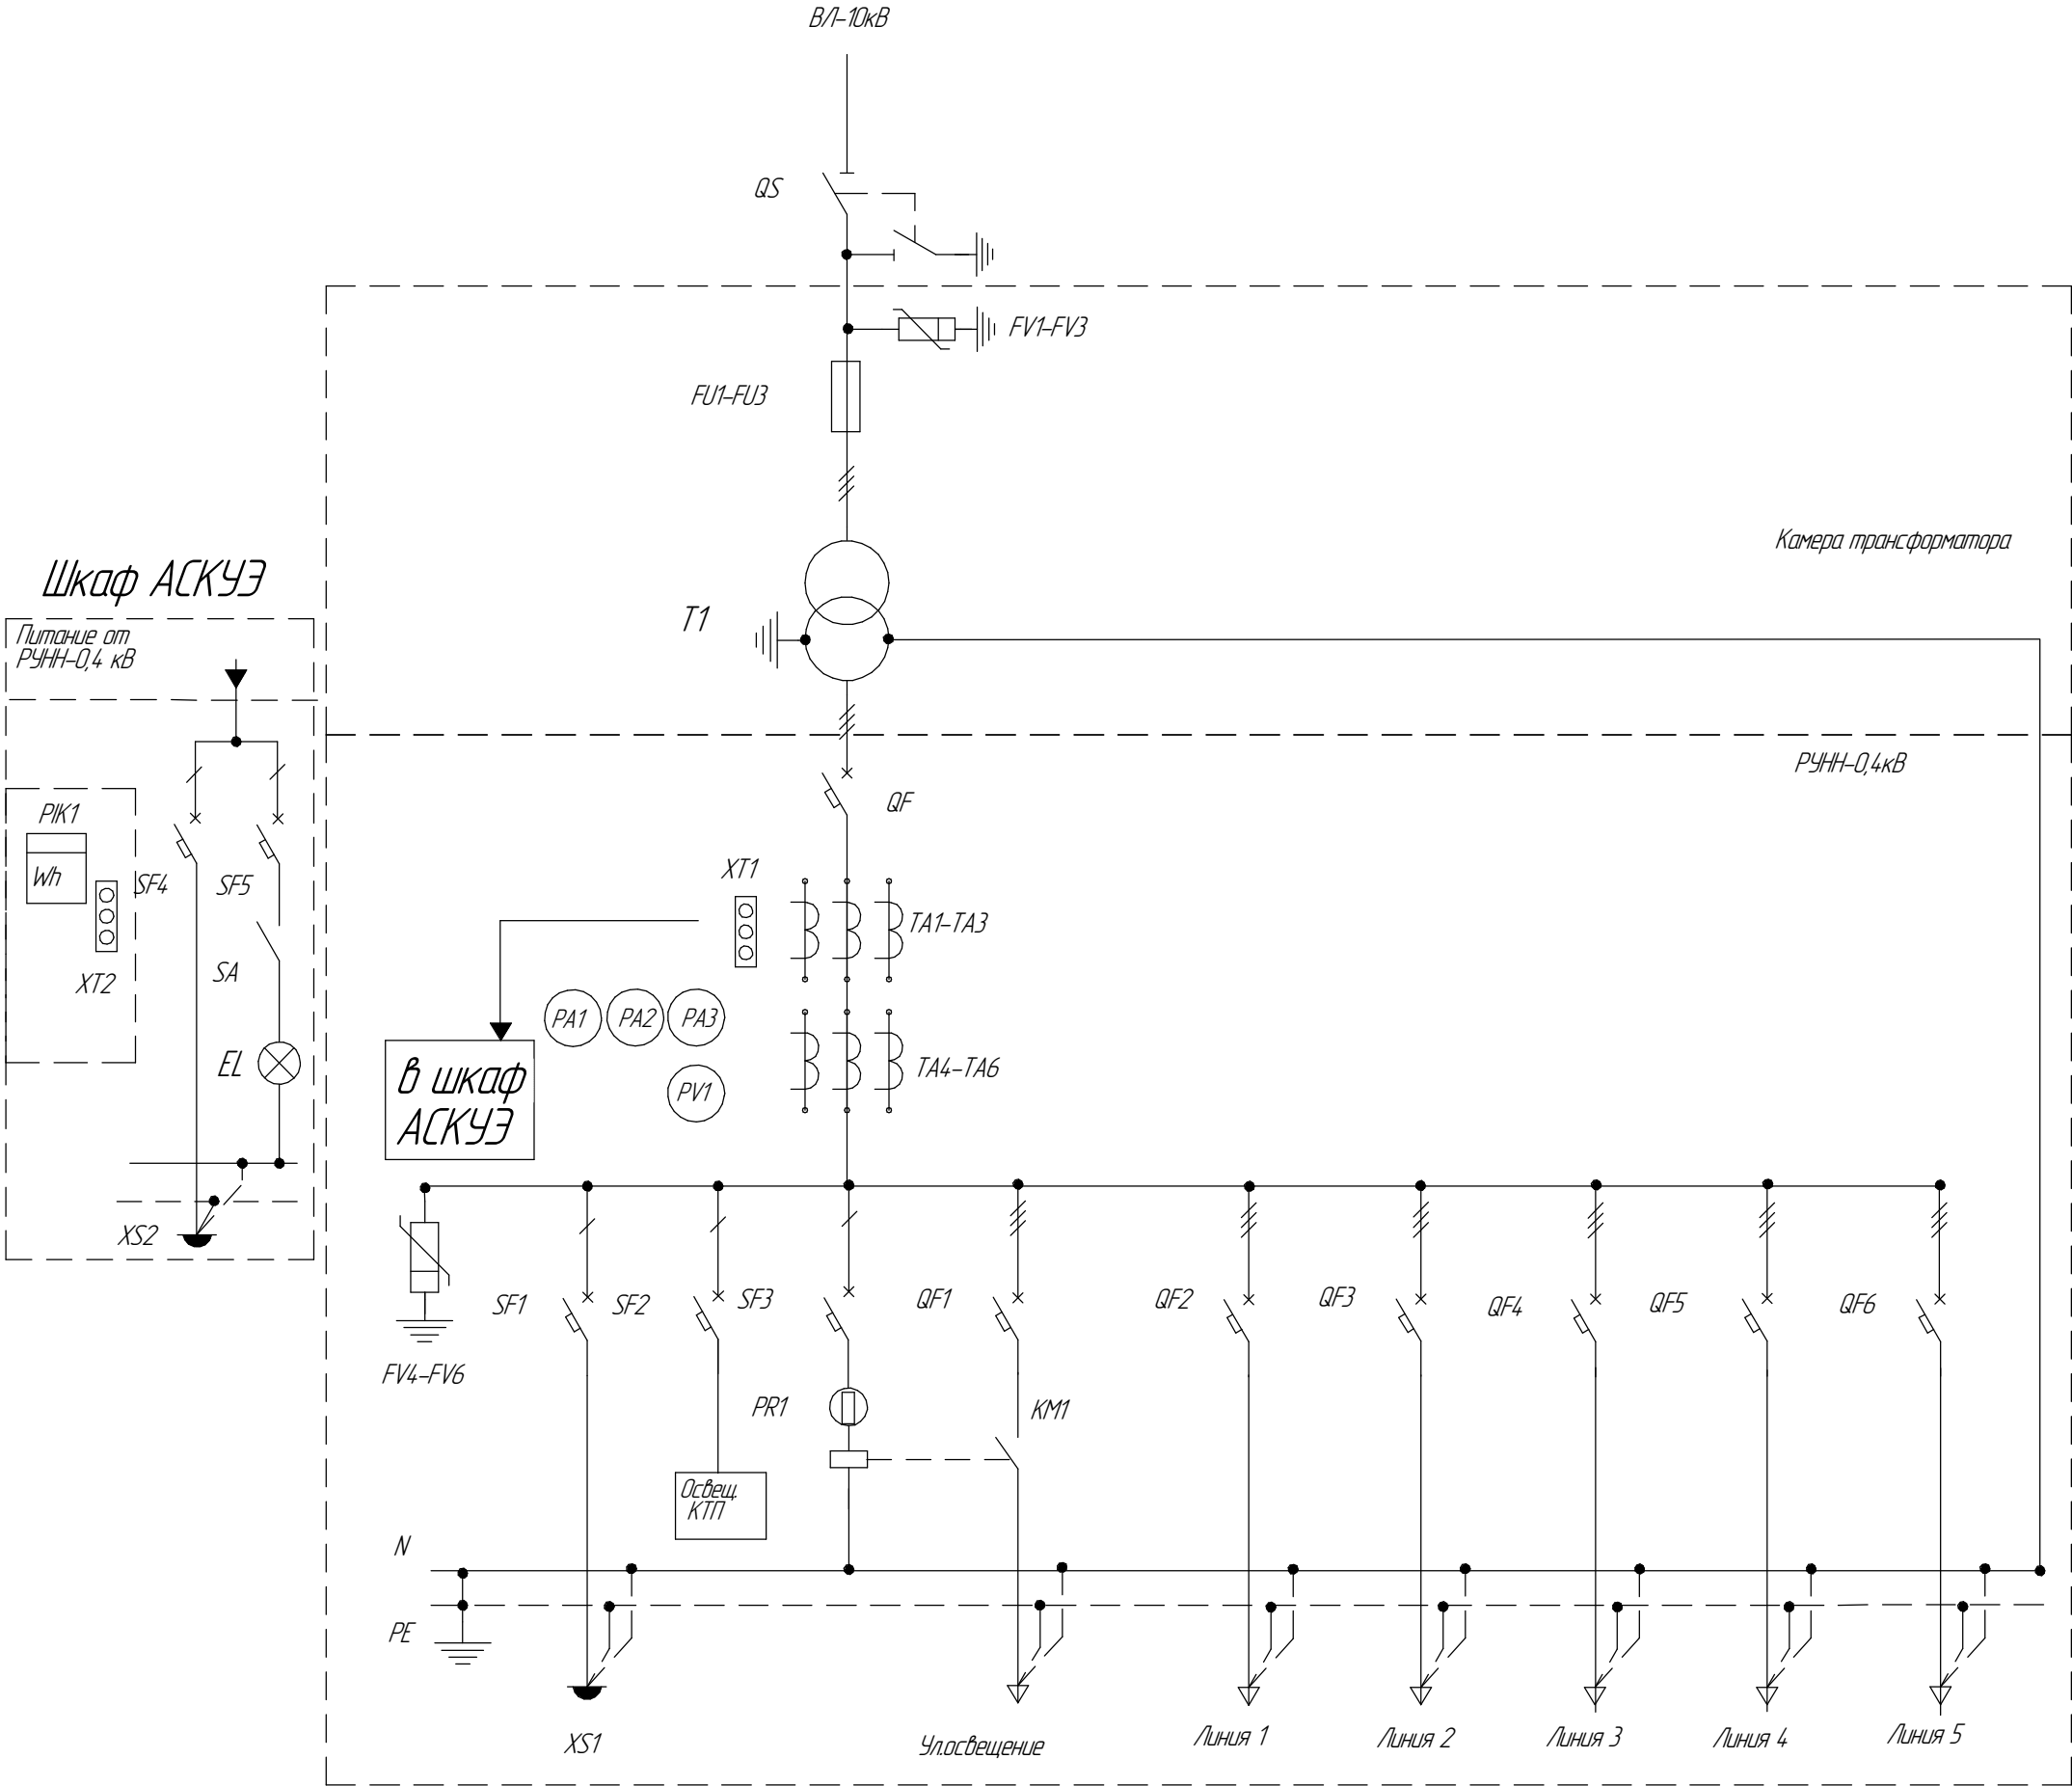 ВЛ-10кВ
QS
FV1-FV3
FU1-FU3
Камера трансформатора
Т1
Шкаф АСКУЭ
Питание от
РУНН-0,4 кВ
РУНН-0,4кВ
QF
PIK1
Wh
SF4
SF5
XT2
SA
EL
XS2
XT1
TA1-TA3
PA1
PA2
PA3
PV1
TA4-TA6
В шкаф
АСКУЭ
SF1
SF2
SF3
QF1
QF2
QF3
QF4
QF5
QF6
FV4-FV6
PR1
KM1
Освещ.
КТП
N
PE
XS1
Ул.освещение
Линия 1
Линия 2
Линия 3
Линия 4
Линия 5